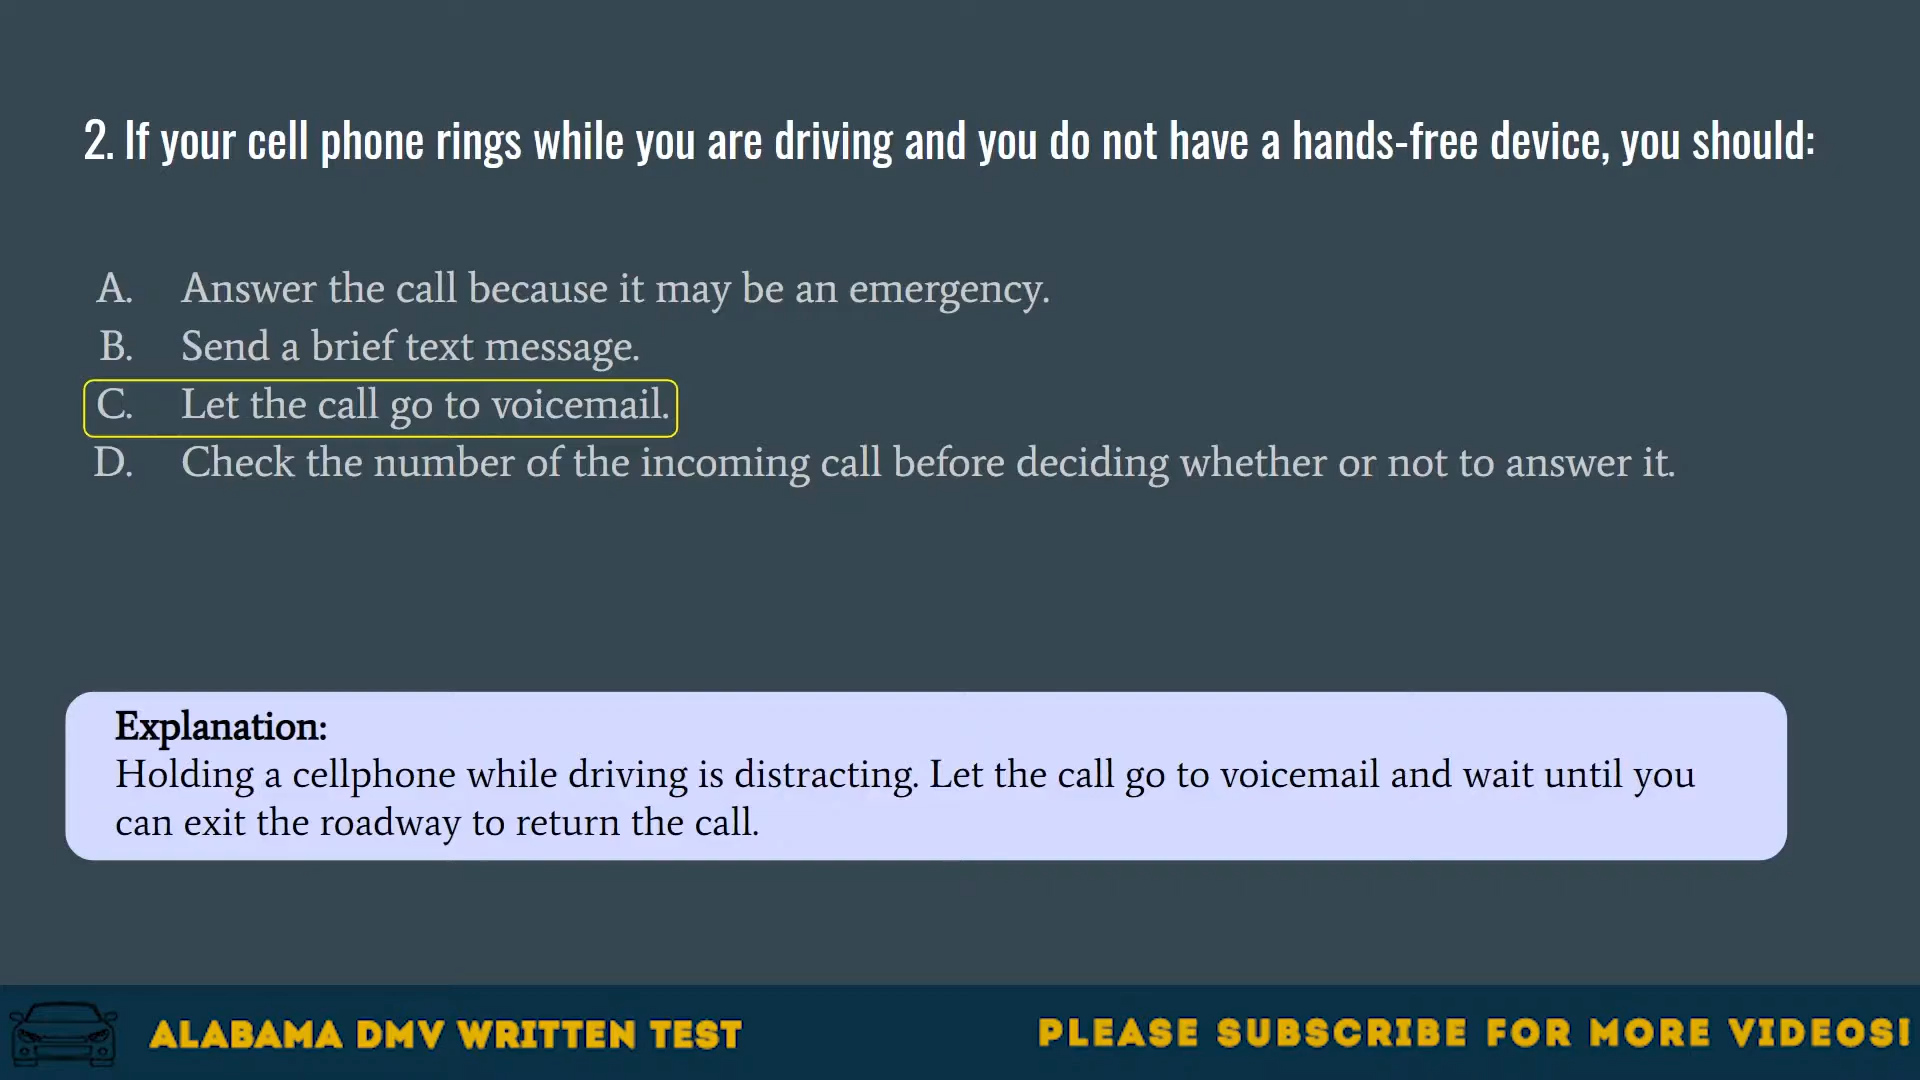 2. If your cell phone rings while you are driving and you do not have a hands-free device, you should:
A. Answer the call because it may be an emergency.
B. Send a brief text message.
C. Let the call go to voicemail.
D. Check the number of the incoming call before deciding whether or not to answer it.
Explanation:
Holding a cellphone while driving is distracting. Let the call go to voicemail and wait until you
can exit the roadway to return the call.
ALABAMA DMV WRITTEN TEST
PLEASE SUBSCRIBE FOR MORE VIDEOS!